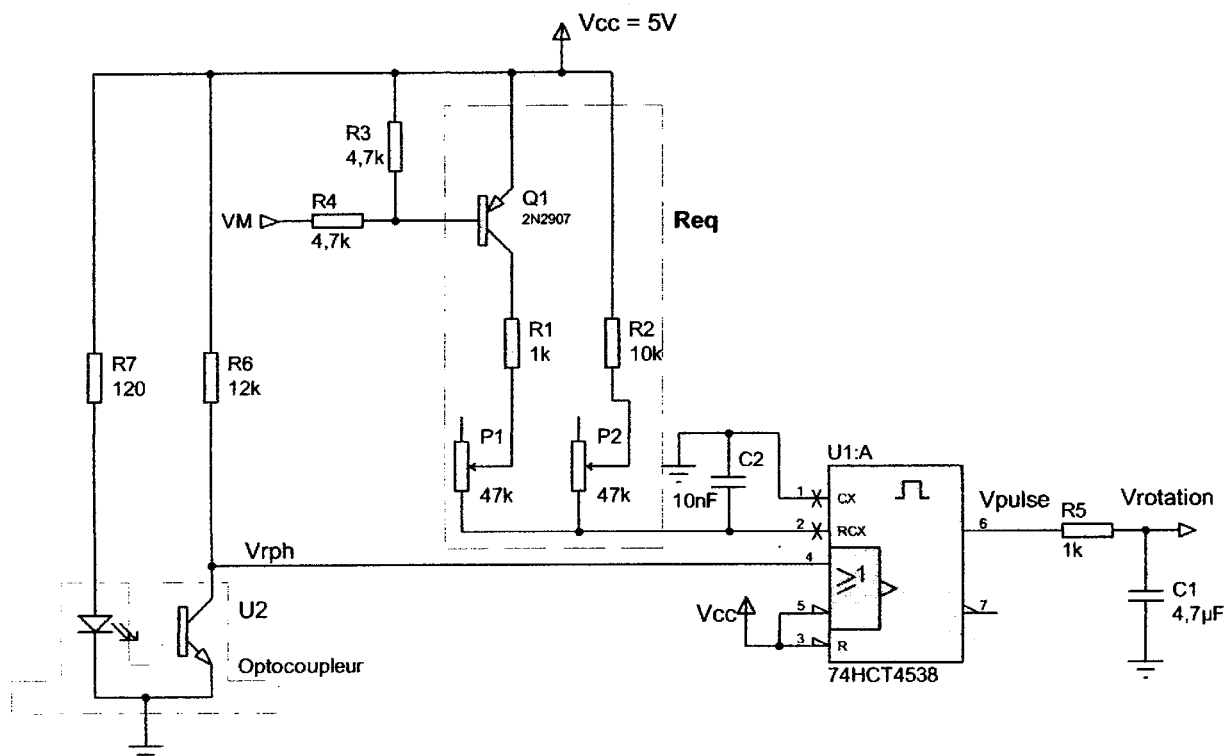 Vcc = 5V
R3
4,7k
R4
4,7k
VM
Q1
2N2907
Req
R7
120
R6
12k
R1
1k
R2
10k
P1
47k
P2
47k
C2
10nF
U1:A
1
CX
2
RCX
4
≥1
5
3
R
6
7
74HCT4538
Vcc
Vpulse
R5
1k
Vrotation
C1
4,7µF
Vrph
U2
Optocoupleur